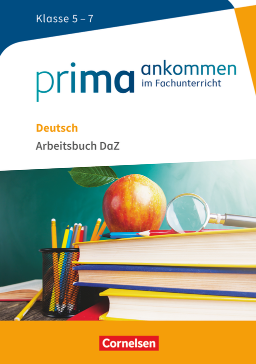 Klasse 5 – 7
prima ankommen
im Fachunterricht
Deutsch
Arbeitsbuch DaZ
Cornelsen